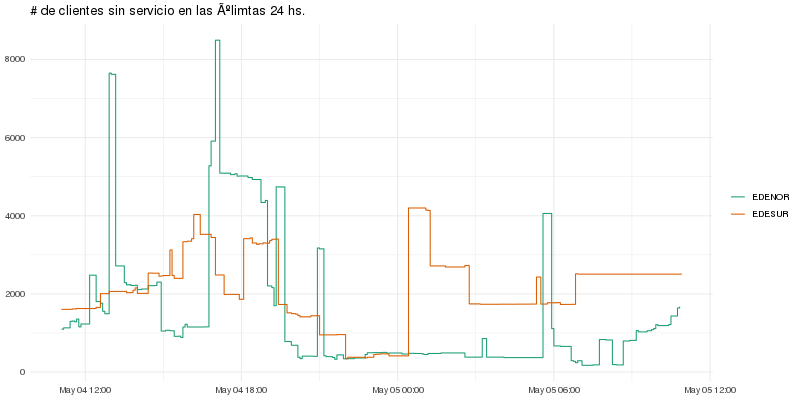 # de clientes sin servicio en las Ãºlimtas 24 hs.
8000
6000
4000
2000
0
May 04 12:00
May 04 18:00
May 05 00:00
May 05 06:00
May 05 12:00
EDENOR
EDESUR